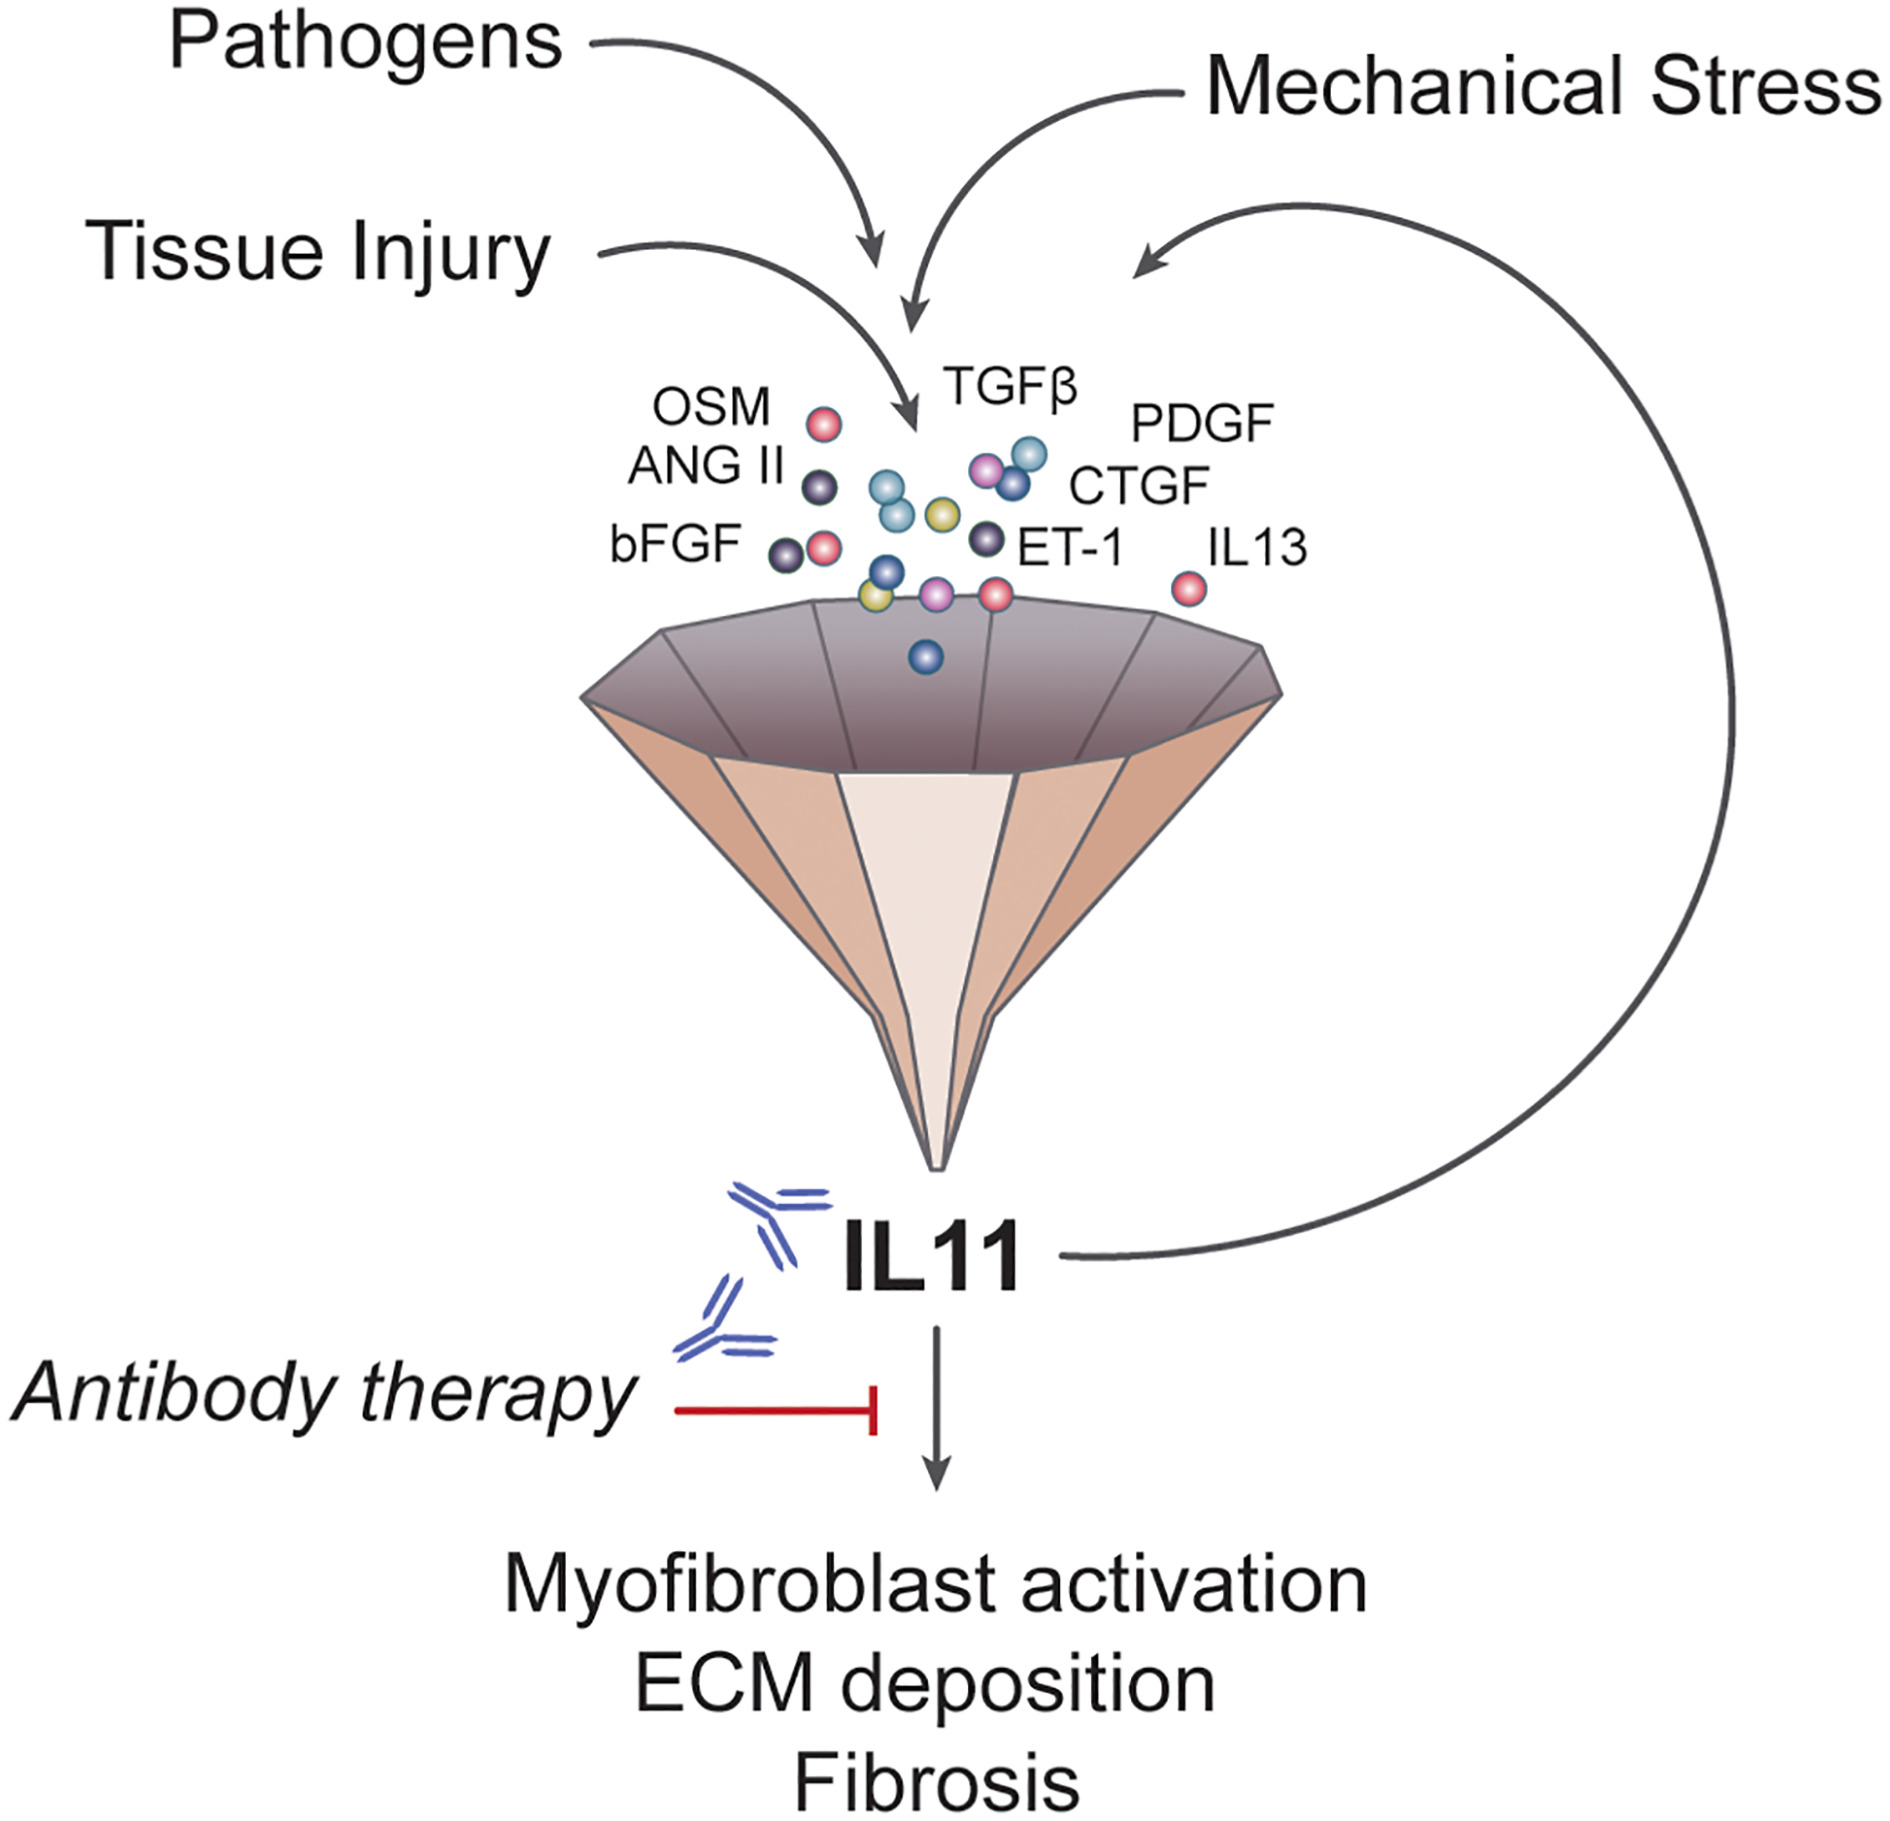 Pathogens
Mechanical Stress
Tissue Injury
TGFβ
OSM
PDGF
ANG II
CTGF
bFGF
ET-1
IL13
IL11
Antibody therapy
Myofibroblast activation
ECM deposition
Fibrosis